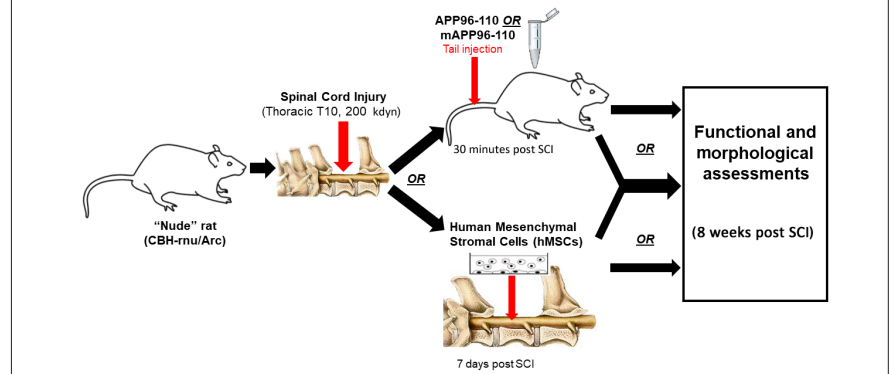 APP96-110 OR
mAPP96-110
Tail injection
Spinal Cord Injury
(Thoracic T10, 200 kdyn)
30 minutes post SCI
OR
"Nude" rat
(CBH-rnu/Arc)
Human Mesenchymal
Stromal Cells (hMSCs)
7 days post SCI
OR
OR
Functional and
morphological
assessments
(8 weeks post SCI)